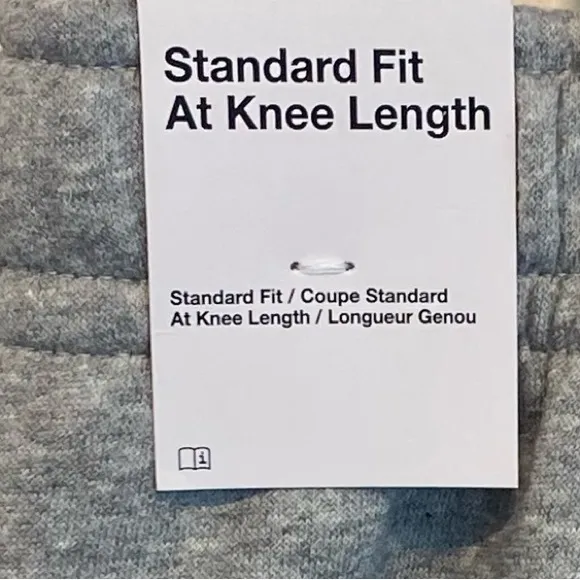 Standard Fit
At Knee Length
Standard Fit / Coupe Standard
At Knee Length / Longueur Genou
i